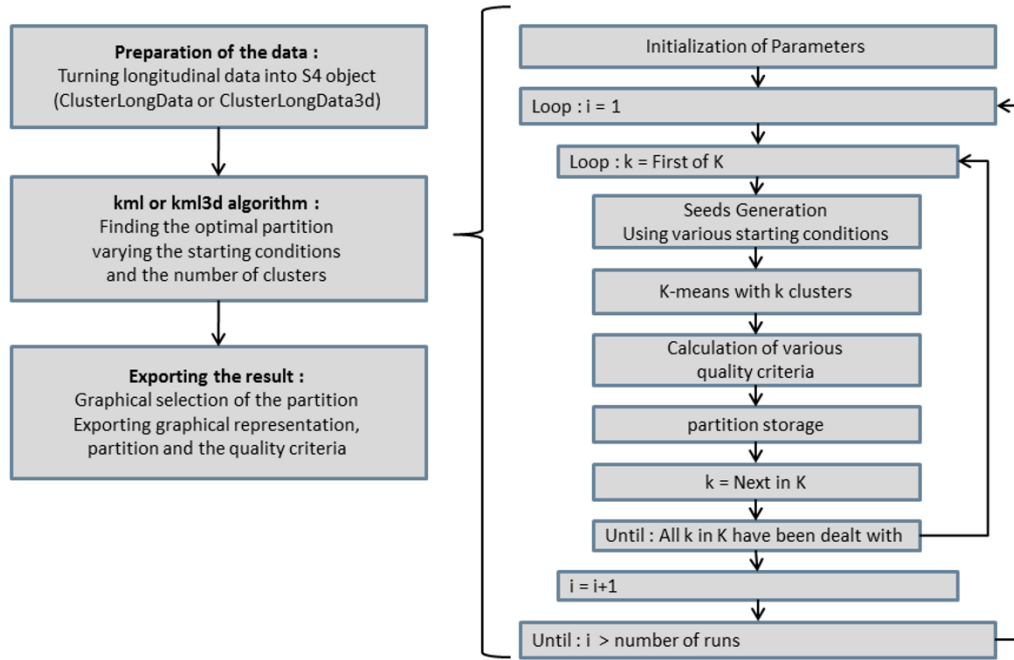 Preparation of the data :
Turning longitudinal data into S4 object
(ClusterLongData or ClusterLongData3d)
kml or kml3d algorithm :
Finding the optimal partition
varying the starting conditions
and the number of clusters
Exporting the result :
Graphical selection of the partition
Exporting graphical representation,
partition and the quality criteria
Initialization of Parameters
Loop : i = 1
Loop : k = First of K
Seeds Generation
Using various starting conditions
K-means with k clusters
Calculation of various
quality criteria
partition storage
k = Next in K
Until : All k in K have been dealt with
i = i+1
Until : i > number of runs